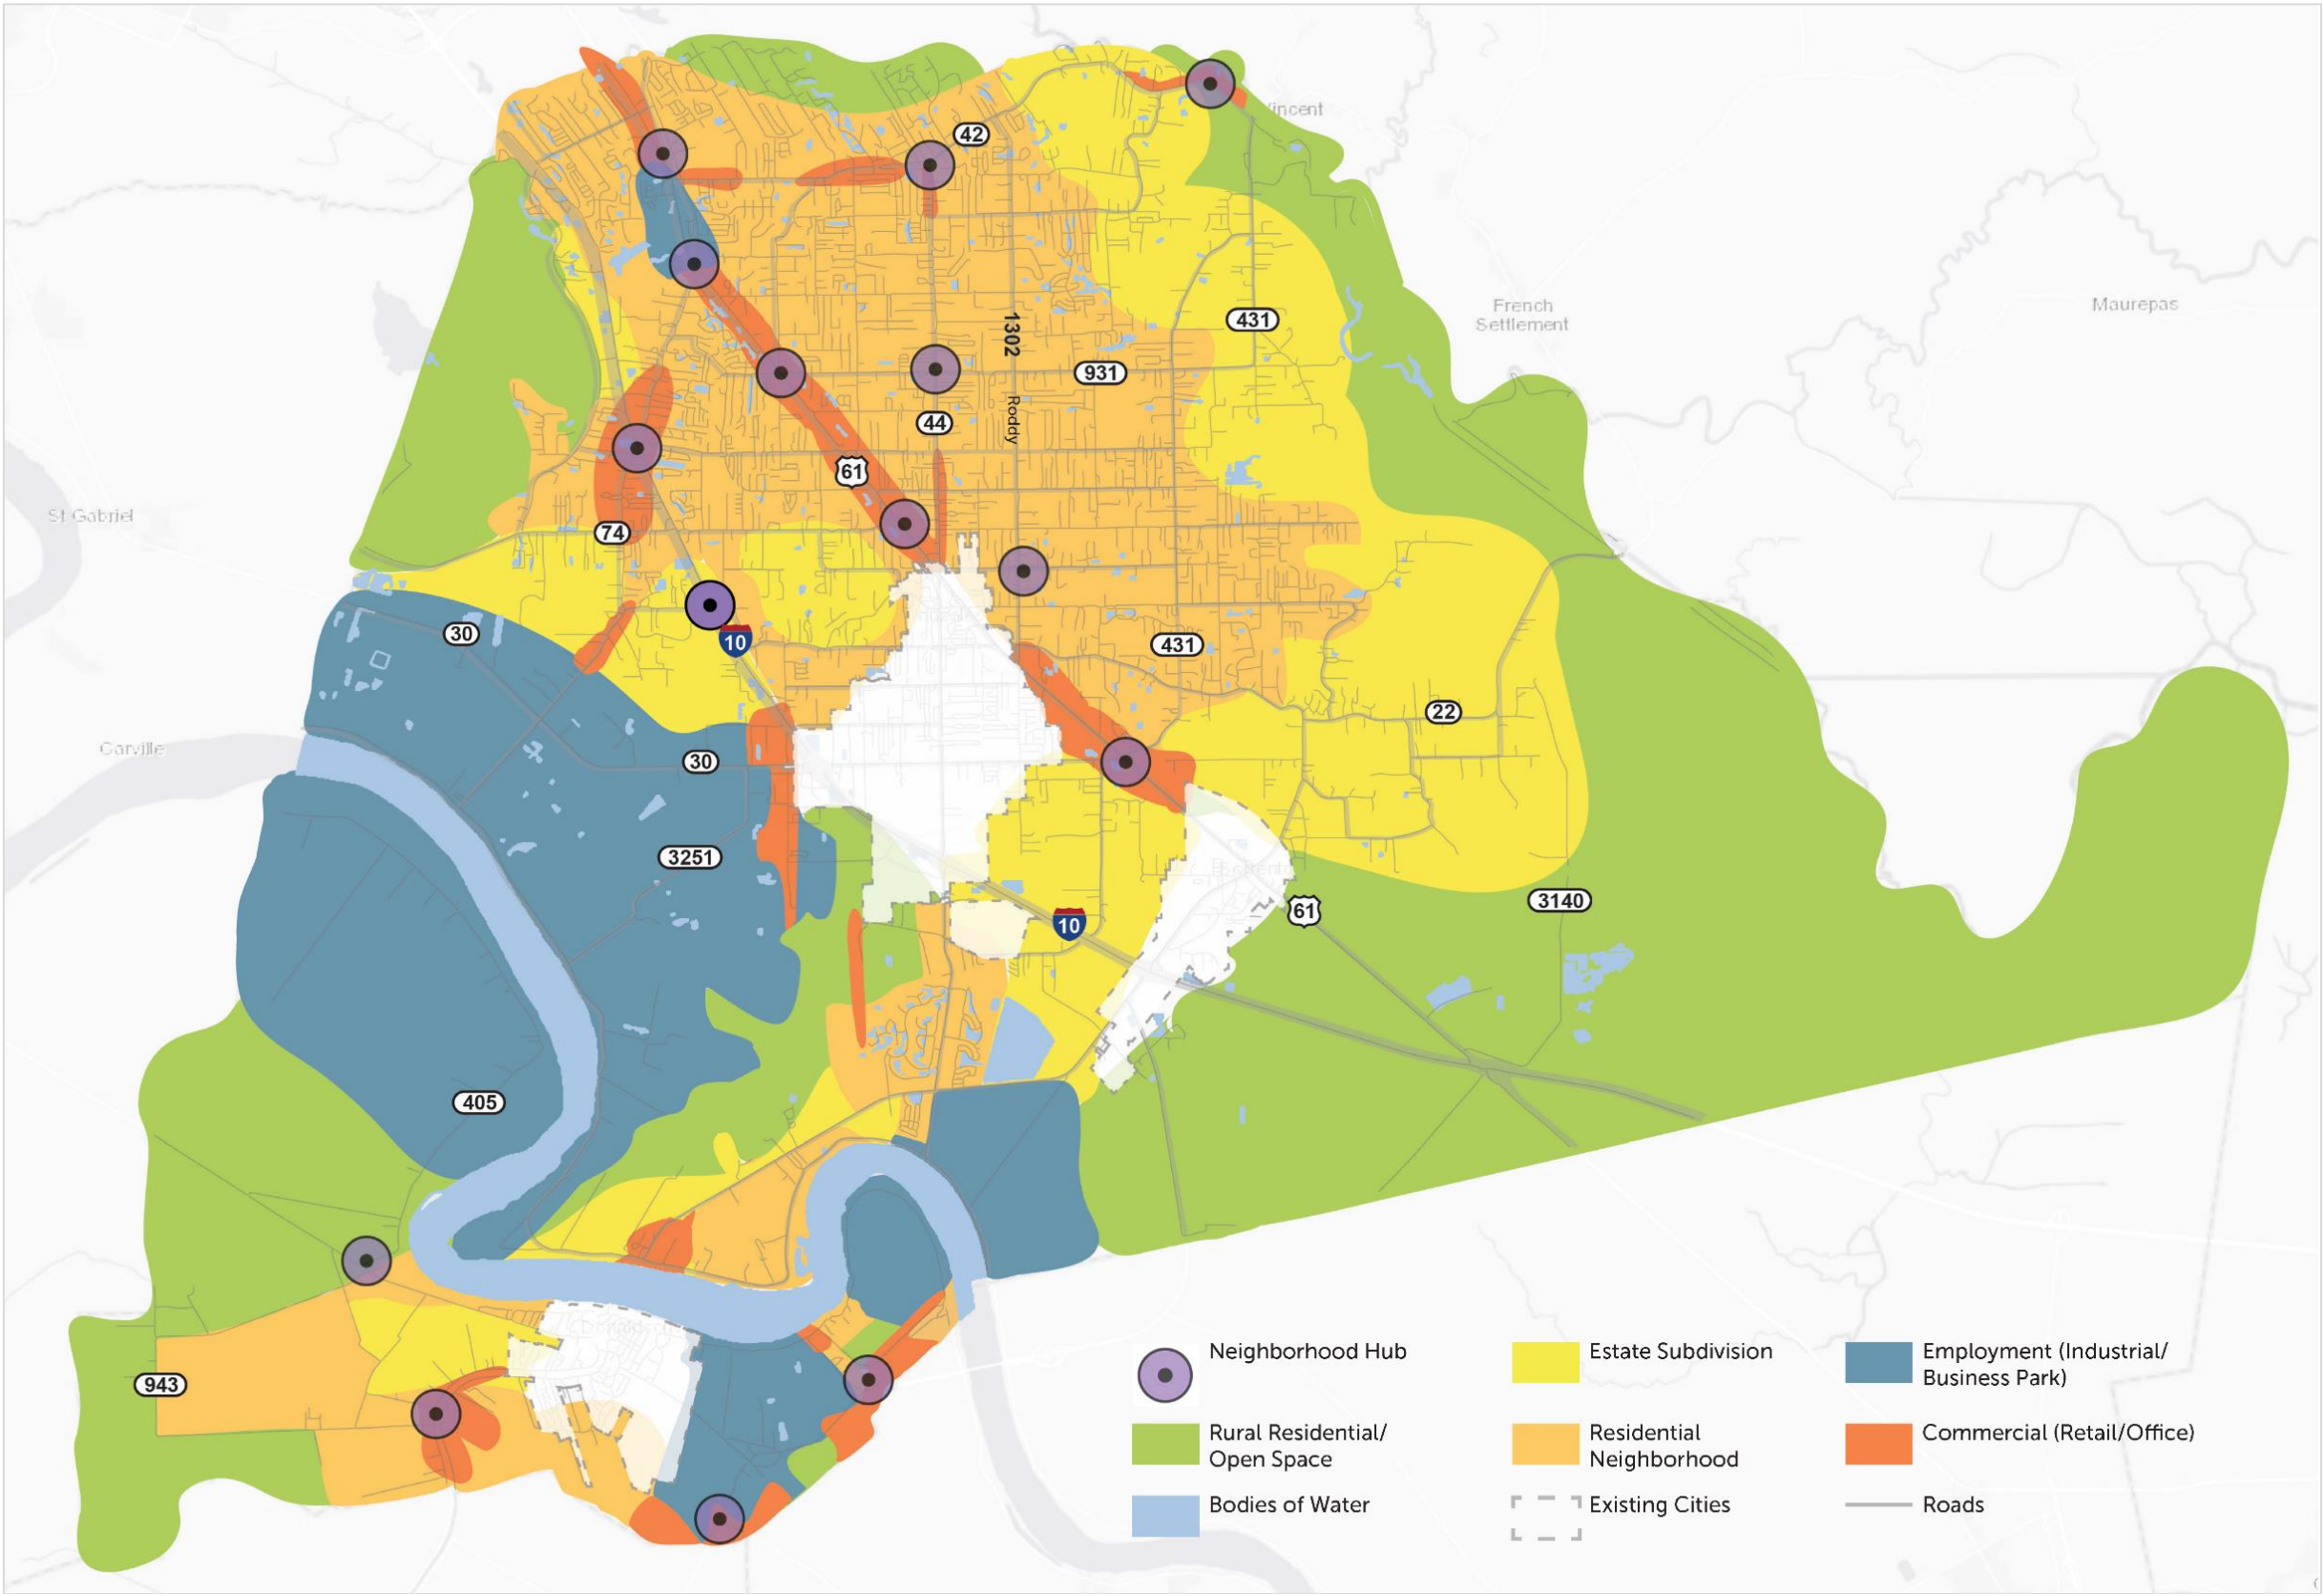 incent
42
French
Settlement
Maurepas
431
1302
931
Roddy
44
61
St Gabriel
74
30
10
431
22
Carville
30
3251
3140
61
10
405
943
Neighborhood Hub
Estate Subdivision
Employment (Industrial/
Business Park)
Rural Residential/
Open Space
Residential
Neighborhood
Commercial (Retail/Office)
Bodies of Water
Existing Cities
Roads